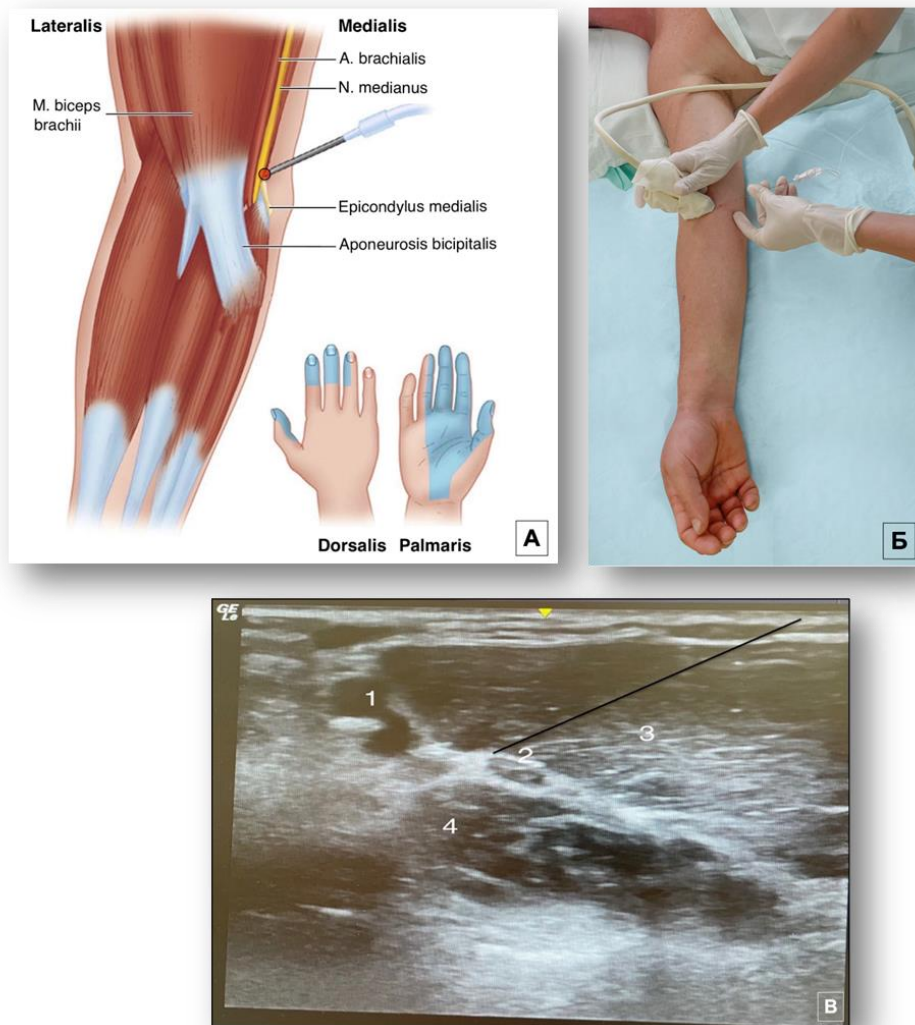 Lateralis
Medialis
A. brachialis
N. medianus
M. biceps
brachii
Epicondylus medialis
Aponeurosis bicipitalis
Dorsalis Palmaris
А
Б
GE
1
2
3
4
В